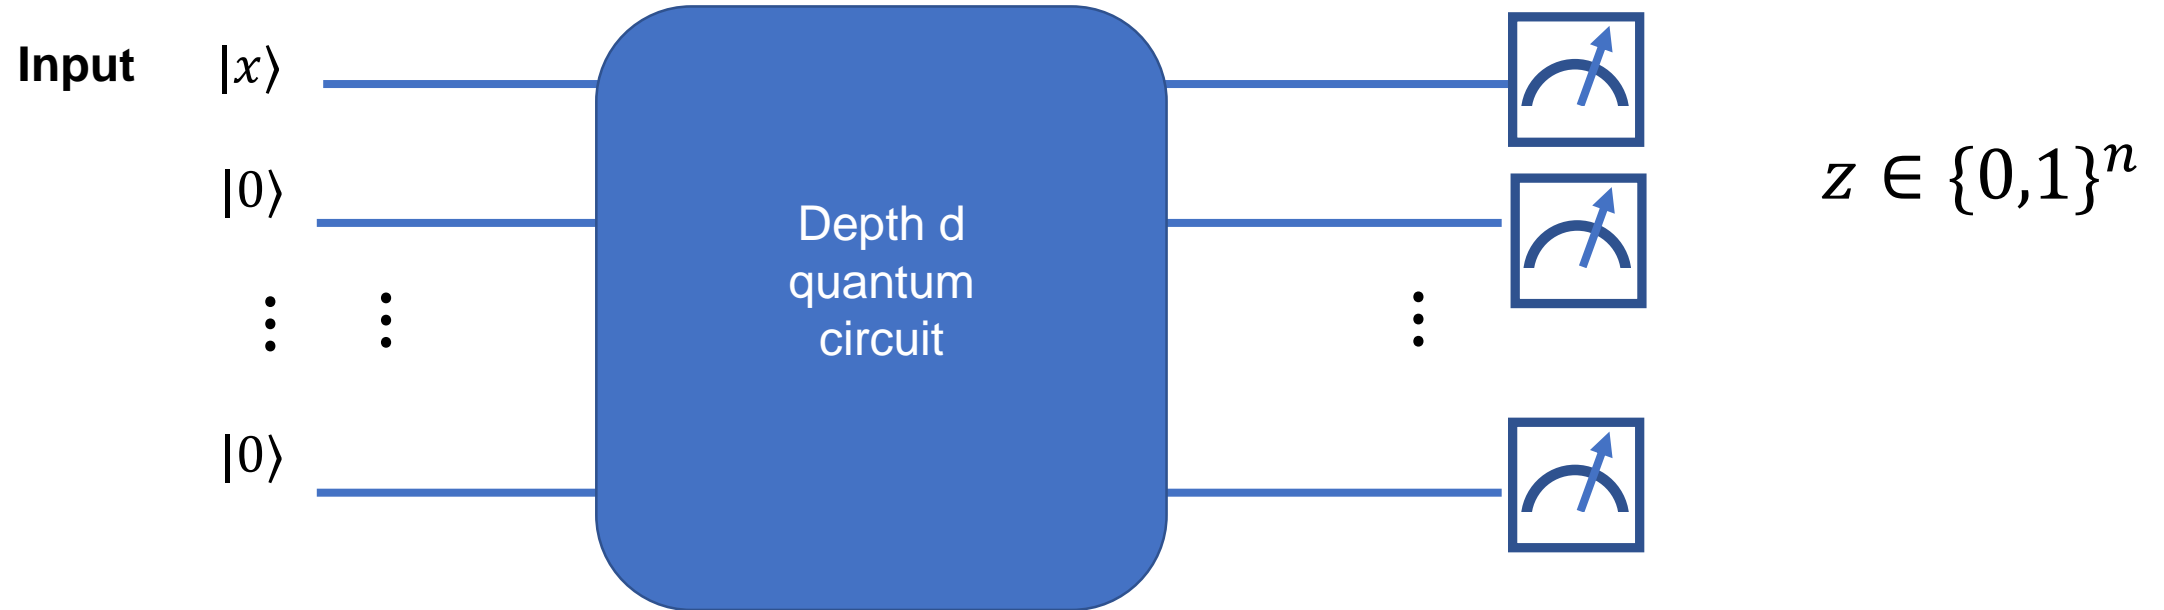 Input |𝑥⟩
|0⟩
⋮ ⋮
|0⟩
Depth d
quantum
circuit
⋮
𝑧 ∈ {0,1}ⁿ